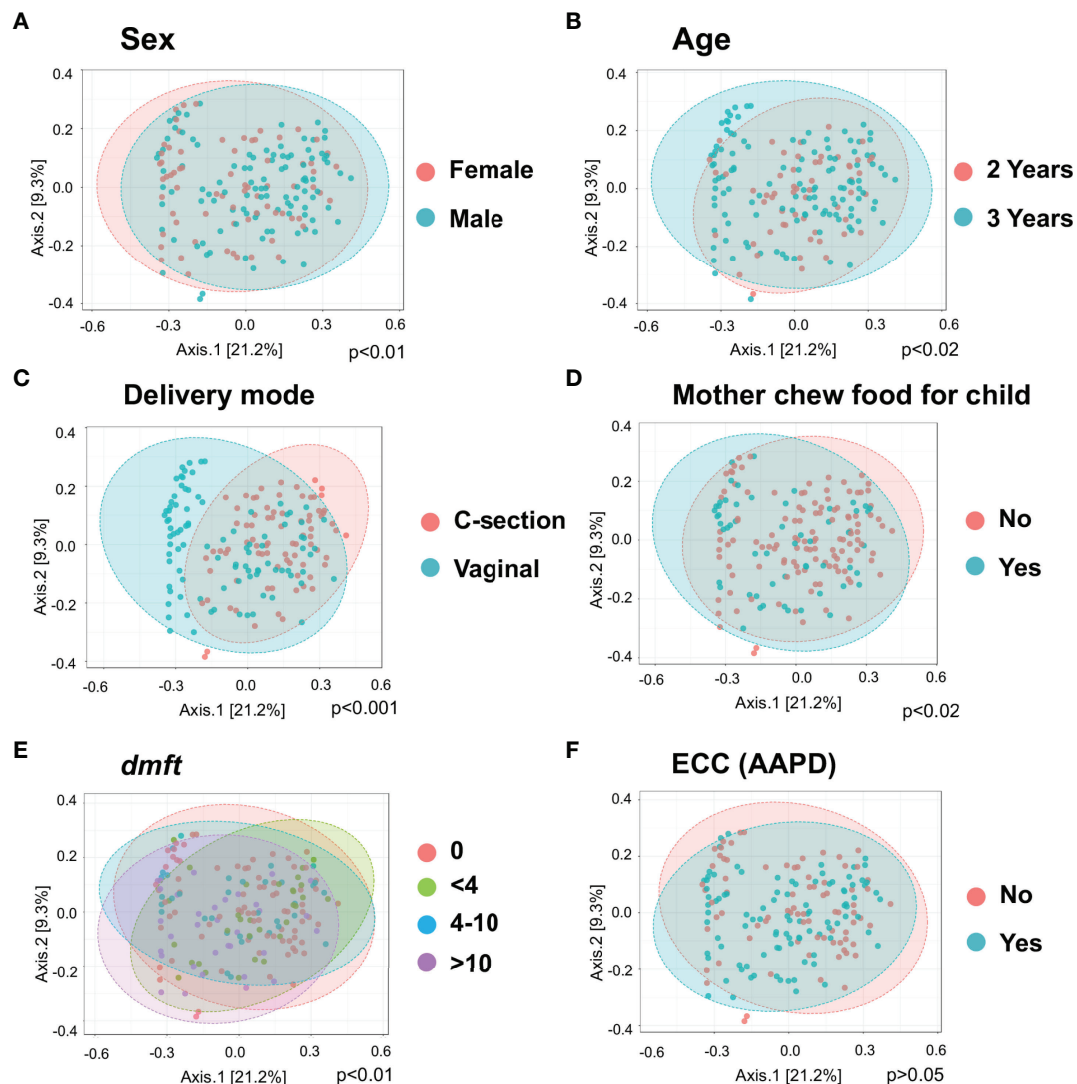 A
Sex
0.4
0.2
0.0
-0.2
-0.4
Axis.2 [9.3%]
-0.6
-0.3
0.0
0.3
0.6
Axis.1 [21.2%]
p<0.01
Female
Male
B
Age
0.4
0.2
0.0
-0.2
-0.4
Axis.2 [9.3%]
-0.6
-0.3
0.0
0.3
0.6
Axis.1 [21.2%]
p<0.02
2 Years
3 Years
C
Delivery mode
0.4
0.2
0.0
-0.2
-0.4
Axis.2 [9.3%]
-0.6
-0.3
0.0
0.3
0.6
Axis.1 [21.2%]
p<0.001
C-section
Vaginal
D
Mother chew food for child
0.4
0.2
0.0
-0.2
-0.4
Axis.2 [9.3%]
-0.6
-0.3
0.0
0.3
0.6
Axis.1 [21.2%]
p<0.02
No
Yes
E
dmft
0.4
0.2
0.0
-0.2
-0.4
Axis.2 [9.3%]
-0.6
-0.3
0.0
0.3
0.6
Axis.1 [21.2%]
p<0.01
0
<4
4-10
>10
F
ECC (AAPD)
0.4
0.2
0.0
-0.2
-0.4
Axis.2 [9.3%]
-0.6
-0.3
0.0
0.3
0.6
Axis.1 [21.2%]
p>0.05
No
Yes